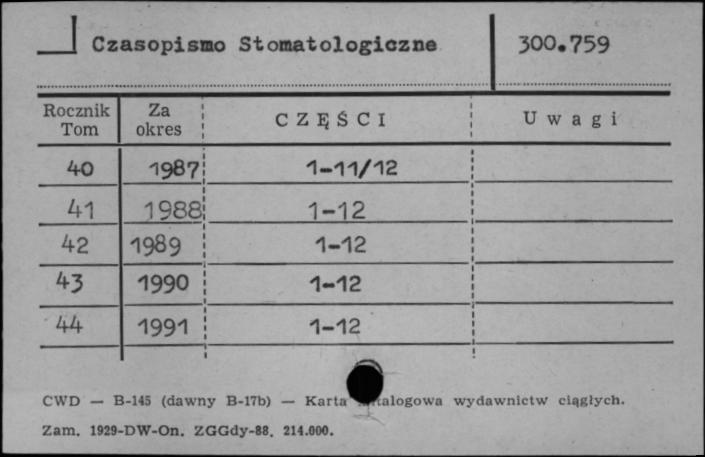 Czasopismo Stomatologiczne 300.759
Rocznik Tom Za okres CZĘŚCI Uwagi
40 1987 1-11/12
41 1988 1-12
42 1989 1-12
43 1990 1-12
44 1991 1-12
CWD — B-145 (dawny B-17b) — Karta wydawnictw ciągłych.
Zam. 1929-DW-On. ZGGdy-88. 214.000.